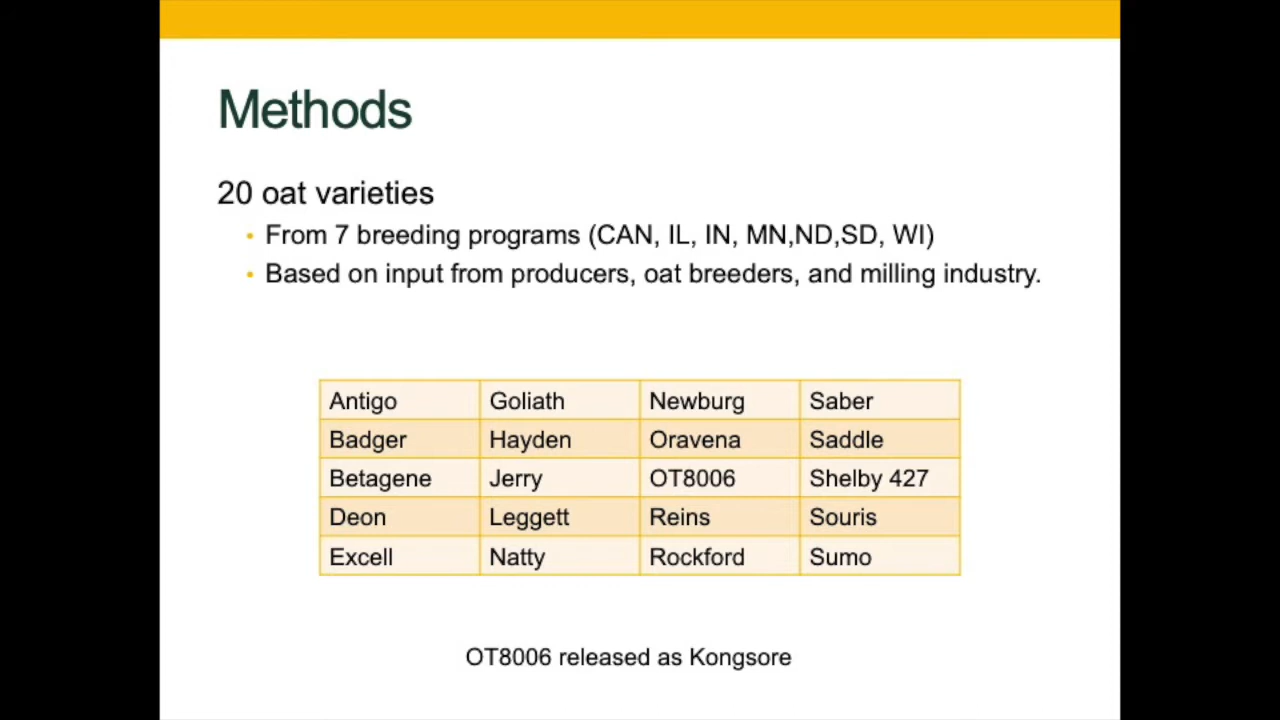 Methods
20 oat varieties
• From 7 breeding programs (CAN, IL, IN, MN,ND,SD, WI)
• Based on input from producers, oat breeders, and milling industry.
Antigo Goliath Newburg Saber
Badger Hayden Oravena Saddle
Betagene Jerry OT8006 Shelby 427
Deon Leggett Reins Souris
Excell Natty Rockford Sumo
OT8006 released as Kongsore